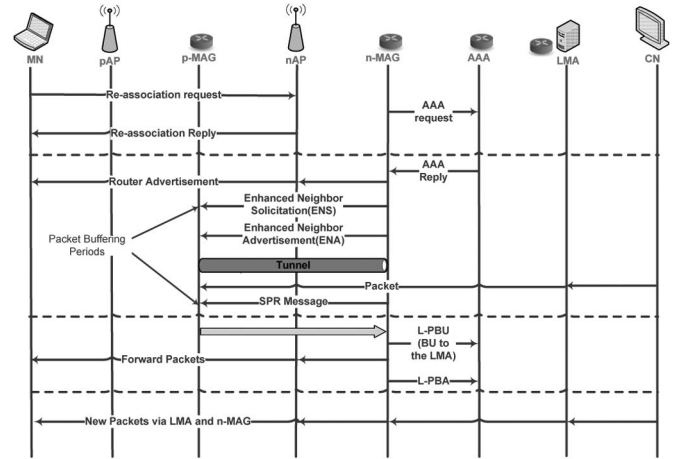 MN
pAP
p-MAG
nAP
n-MAG
AAA
LMA
CN
Re-association request
AAA
request
Re-association Reply
AAA
Reply
Router Advertisement
Enhanced Neighbor
Solicitation(ENS)
Enhanced Neighbor
Advertisement(ENA)
Packet Buffering
Periods
Tunnel
Packet
SPR Message
L-PBU
(BU to
the LMA)
Forward Packets
L-PBA
New Packets via LMA and n-MAG